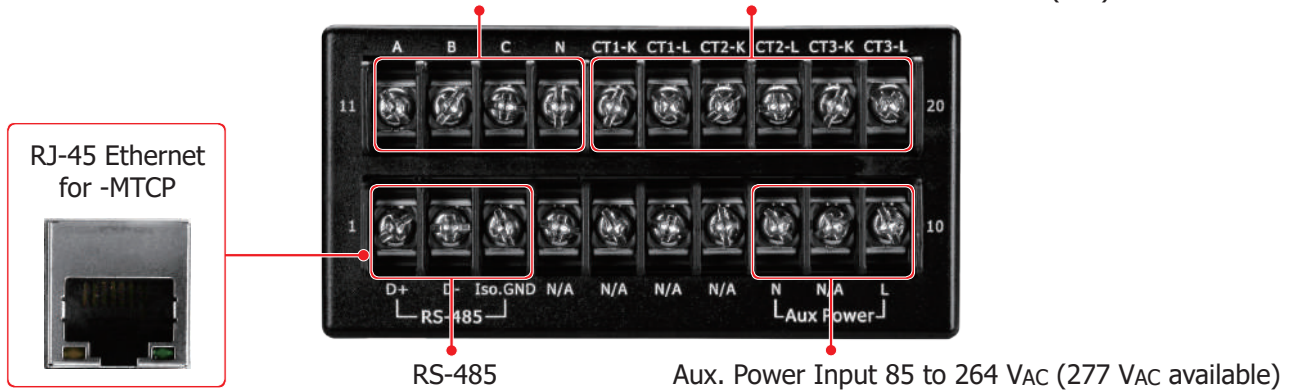 A B C N CT1-K CT1-L CT2-K CT2-L CT3-K CT3-L
11 20
RJ-45 Ethernet
for -MTCP
1 10
D+ D- Iso.GND N/A N/A N/A N/A N N/A L
RS-485 Aux Power
RS-485 Aux. Power Input 85 to 264 VAC (277 VAC available)